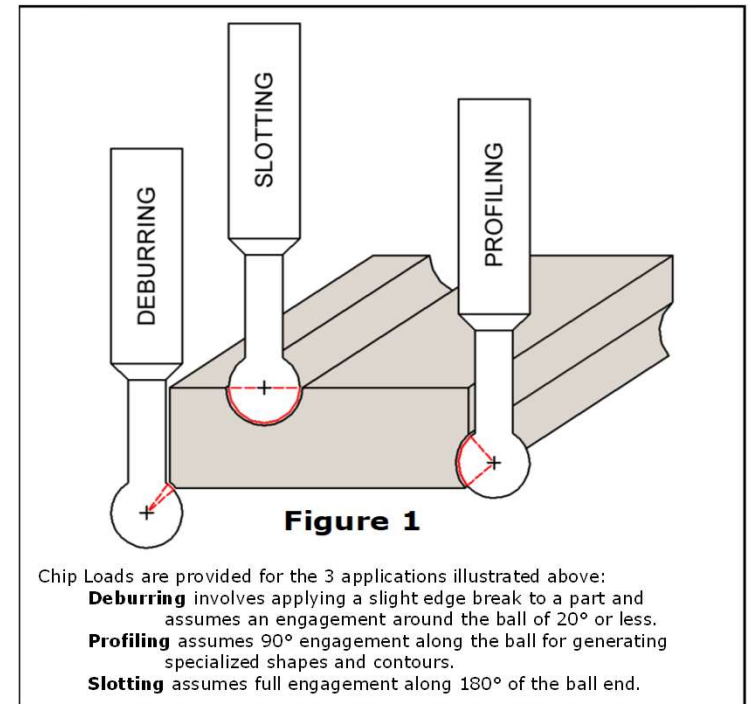 DEBURRING
SLOTTING
PROFILING
Figure 1
Chip Loads are provided for the 3 applications illustrated above:
Deburring involves applying a slight edge break to a part and
assumes an engagement around the ball of 20° or less.
Profiling assumes 90° engagement along the ball for generating
specialized shapes and contours.
Slotting assumes full engagement along 180° of the ball end.